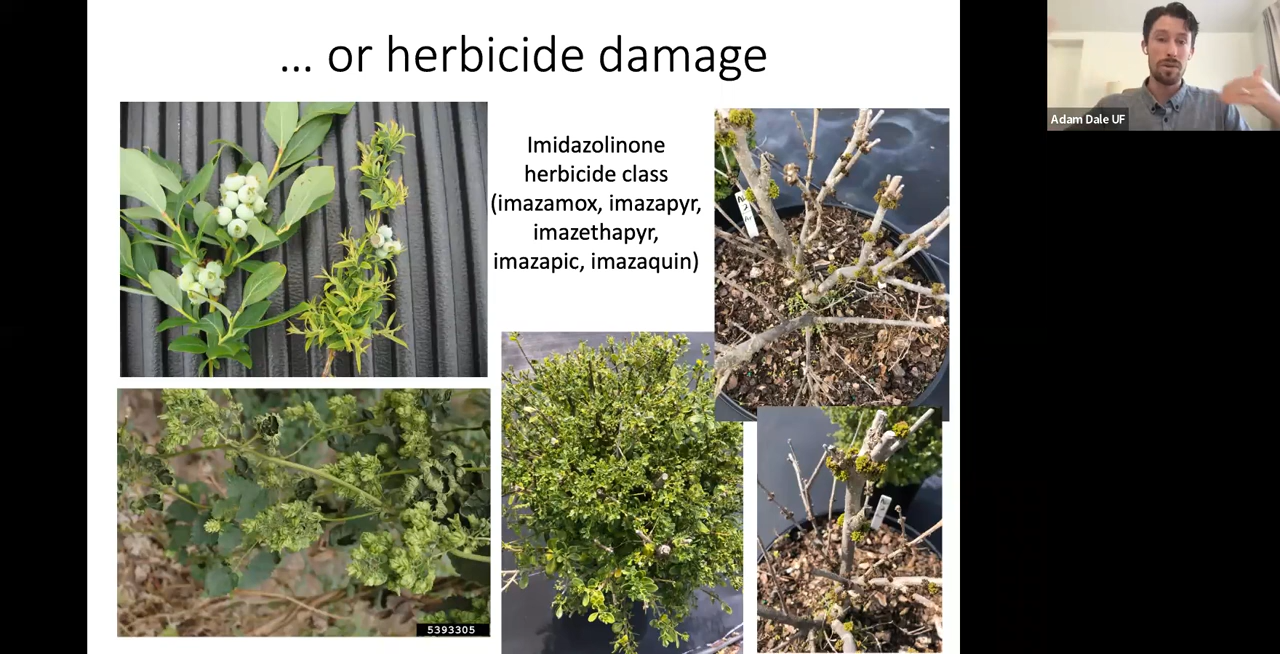 ... or herbicide damage
Imidazolinone
herbicide class
(imazamox, imazapyr,
imazethapyr,
imazapic, imazaquin)
5393305
Adam Dale UF